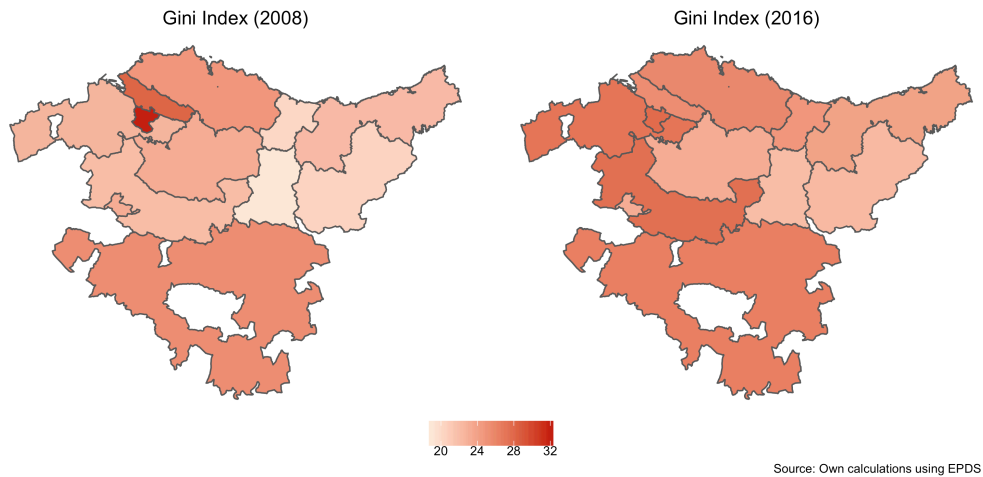 Gini Index (2008)
Gini Index (2016)
20 24 28 32
Source: Own calculations using EPDS